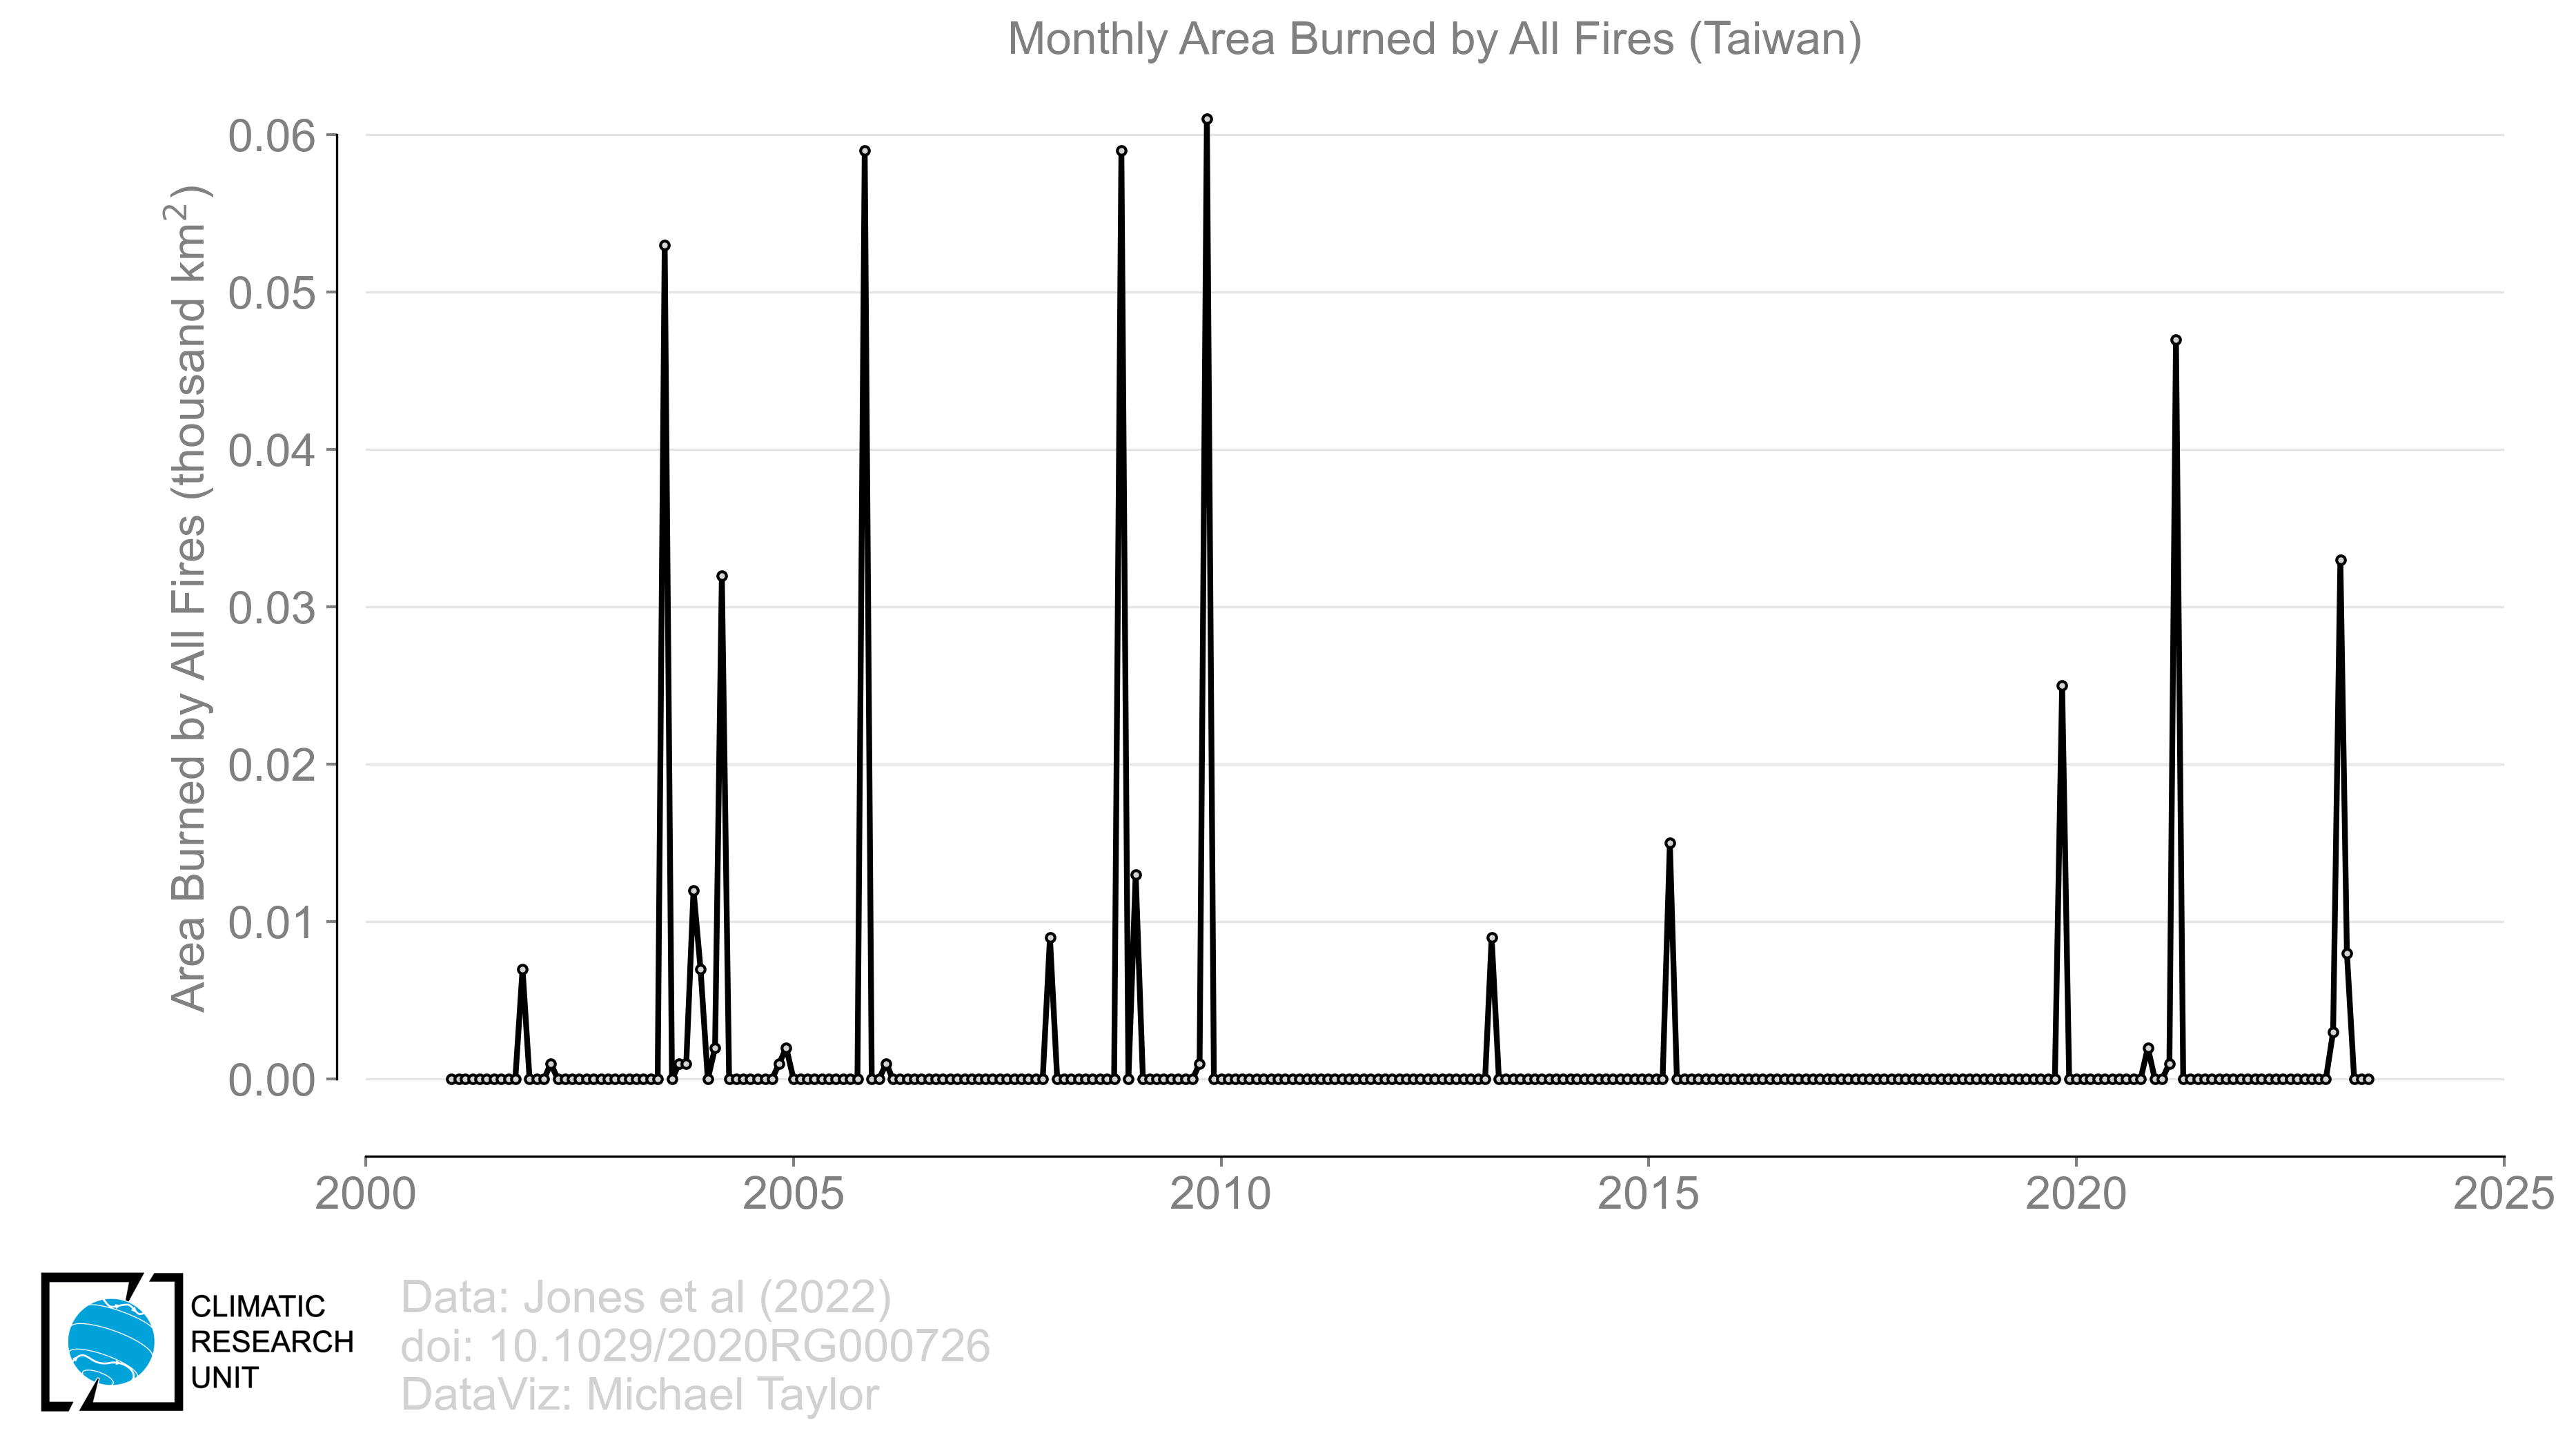 Monthly Area Burned by All Fires (Taiwan)
Area Burned by All Fires (thousand km²)
0.06
0.05
0.04
0.03
0.02
0.01
0.00
2000
2005
2010
2015
2020
2025
CLIMATIC
RESEARCH
UNIT
Data: Jones et al (2022)
doi: 10.1029/2020RG000726
DataViz: Michael Taylor